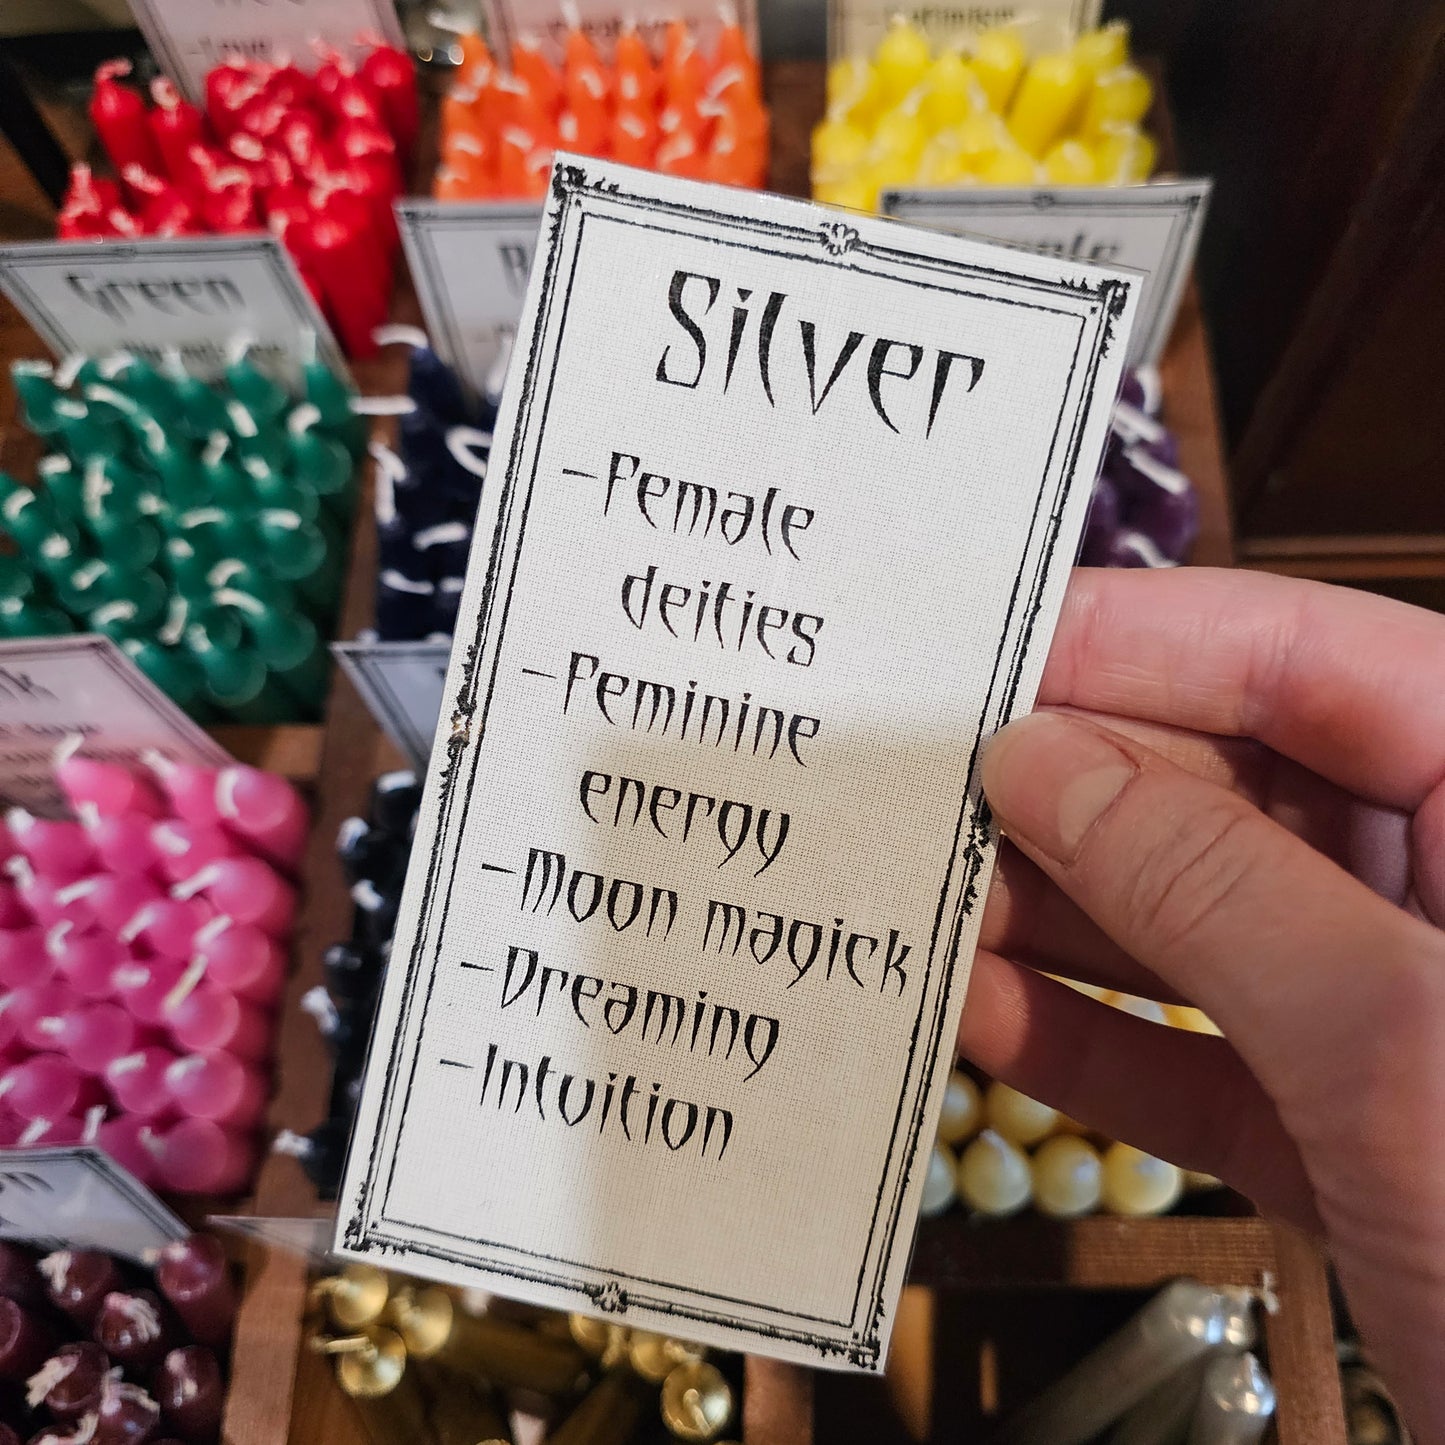 Silver
-Female
deities
-Feminine
energy
-Moon magick
-Dreaming
-Intuition
Green